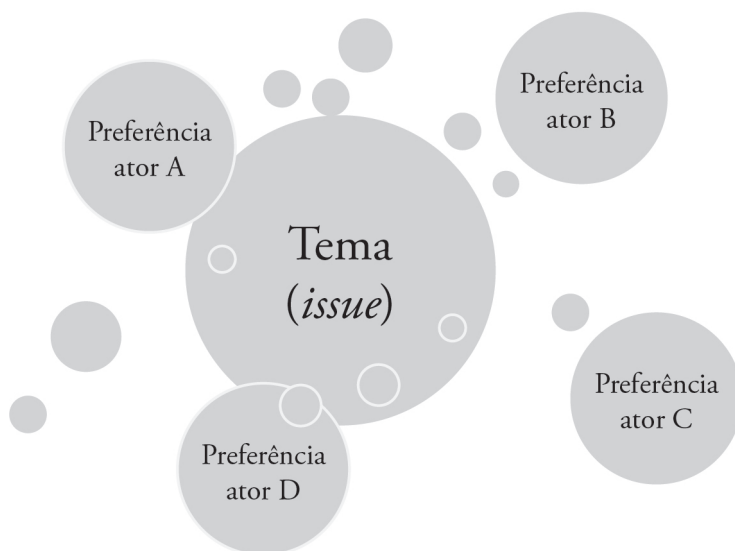 Preferência
ator A
Preferência
ator B
Tema
(issue)
Preferência
ator C
Preferência
ator D